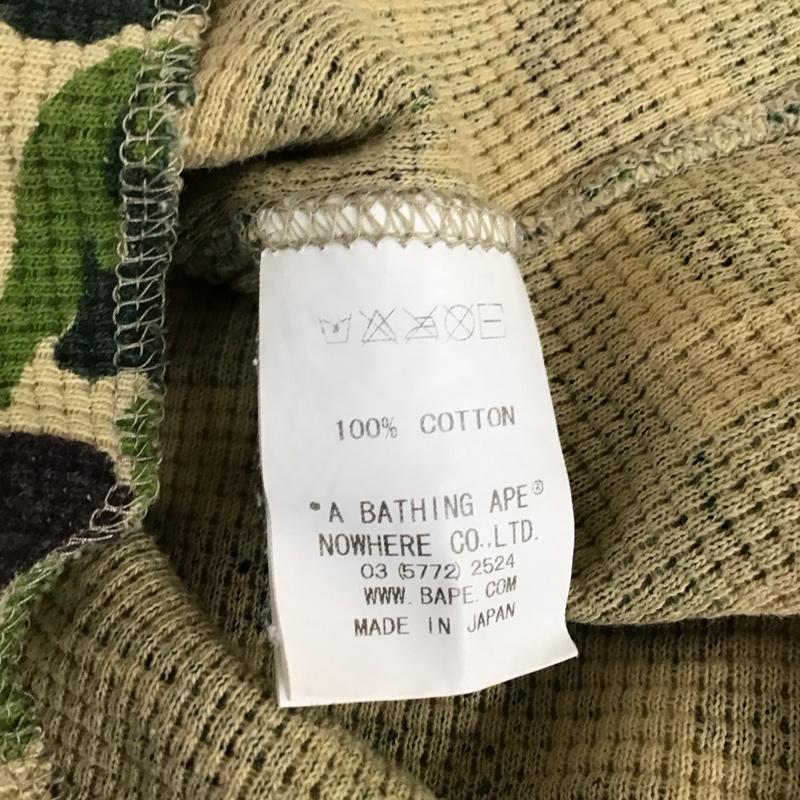 100% COTTON
"A BATHING APE®
NOWHERE CO.,LTD.
03 (5772) 2524
WWW. BAPE. COM
MADE IN JAPAN